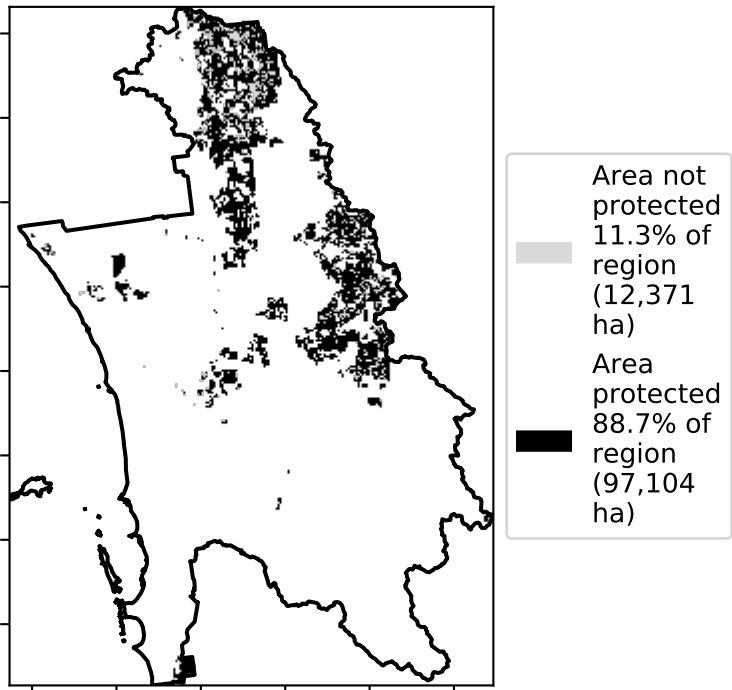 Area not
protected
11.3% of
region
(12,371
ha)
Area
protected
88.7% of
region
(97,104
ha)